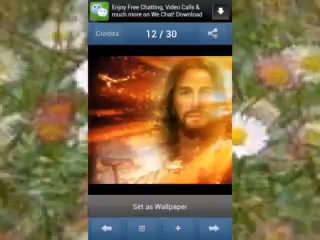 Enjoy Free Chatting, Video Calls &
much more on We Chat! Download
Credits
12 / 30
Set as Wallpaper